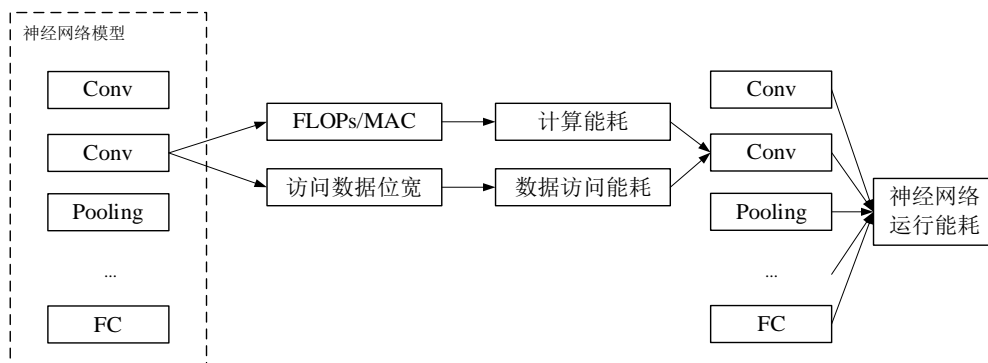 神经网络模型
Conv
Conv
Pooling
...
FC
FLOPs/MAC
访问数据位宽
计算能耗
数据访问能耗
Conv
Conv
Pooling
...
FC
神经网络
运行能耗